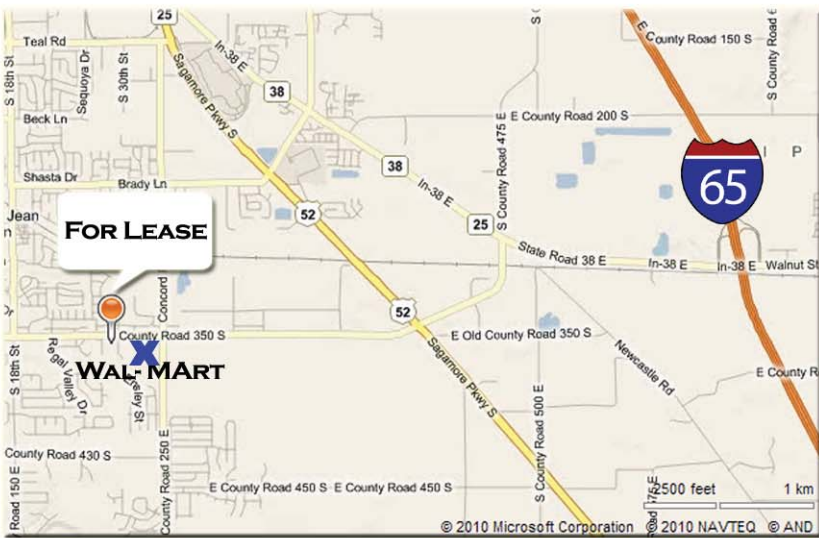 25
Teal Rd
S 18th St
Sequoya Dr
S 30th St
In-38 E
Sagamore Pkwy S
38
S C
E County Road 150 S
S County Road 6
Beck Ln
E County Road 200 S
S County Road 475 E
Shasta Dr
Brady Ln
38
In-38 E
I P
65
Jean
n
FOR LEASE
52
25
State Road 38 E
In-38 E
In-38 E
Walnut St
Concord
Dr
52
County Road 350 S
E Old County Road 350 S
X
WAL-MART
S 18th St
Regal Valley Dr
Ensley St
Sagamore Pkwy S
Newcastle Rd
E County R
S County Road 500 E
County Road 430 S
County Road 250 E
E County Road 450 S
E County Road 450 S
Road 150 E
2500 feet
1 km
© 2010 Microsoft Corporation
© 2010 NAVTEQ
© AND